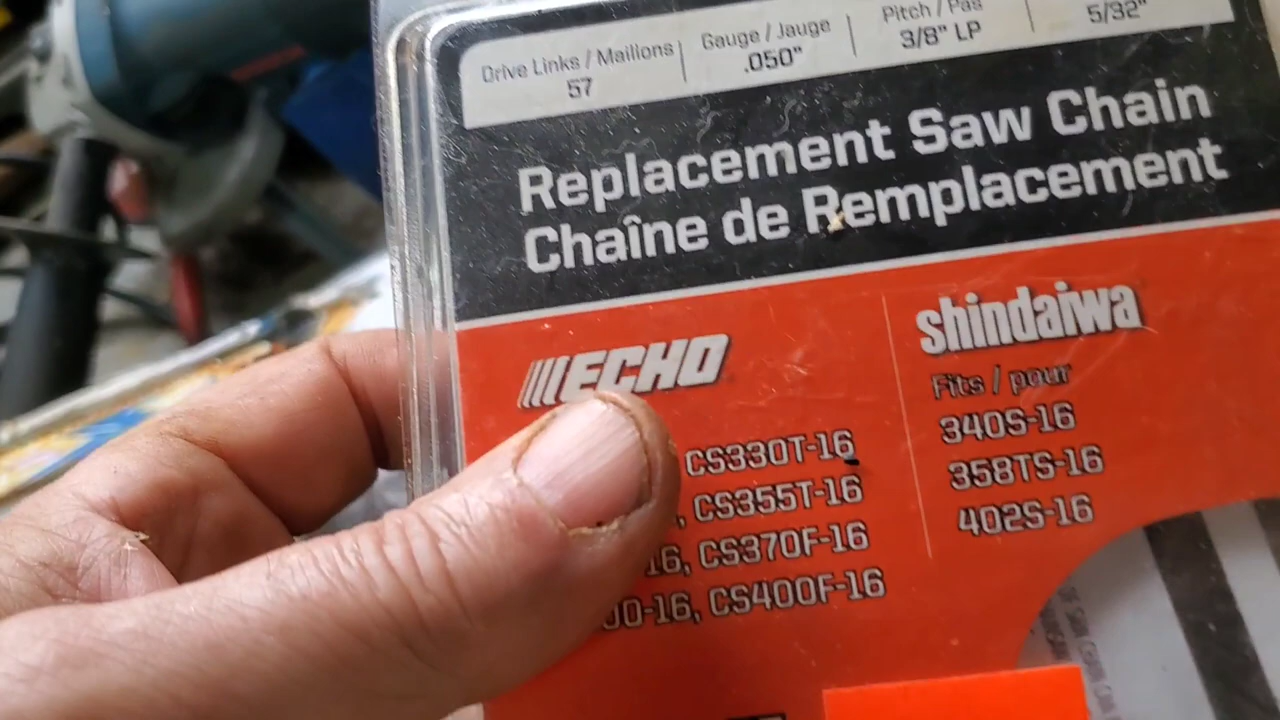 Drive Links / Maillons
57
Gauge / Jauge
.050"
Pitch / Pas
3/8" LP
5/32"
Replacement Saw Chain
Chaîne de Remplacement
ECHO
CS330T-16
, CS355T-16
16, CS370F-16
00-16, CS400F-16
shindaiwa
Fits / pour
340S-16
358TS-16
402S-16